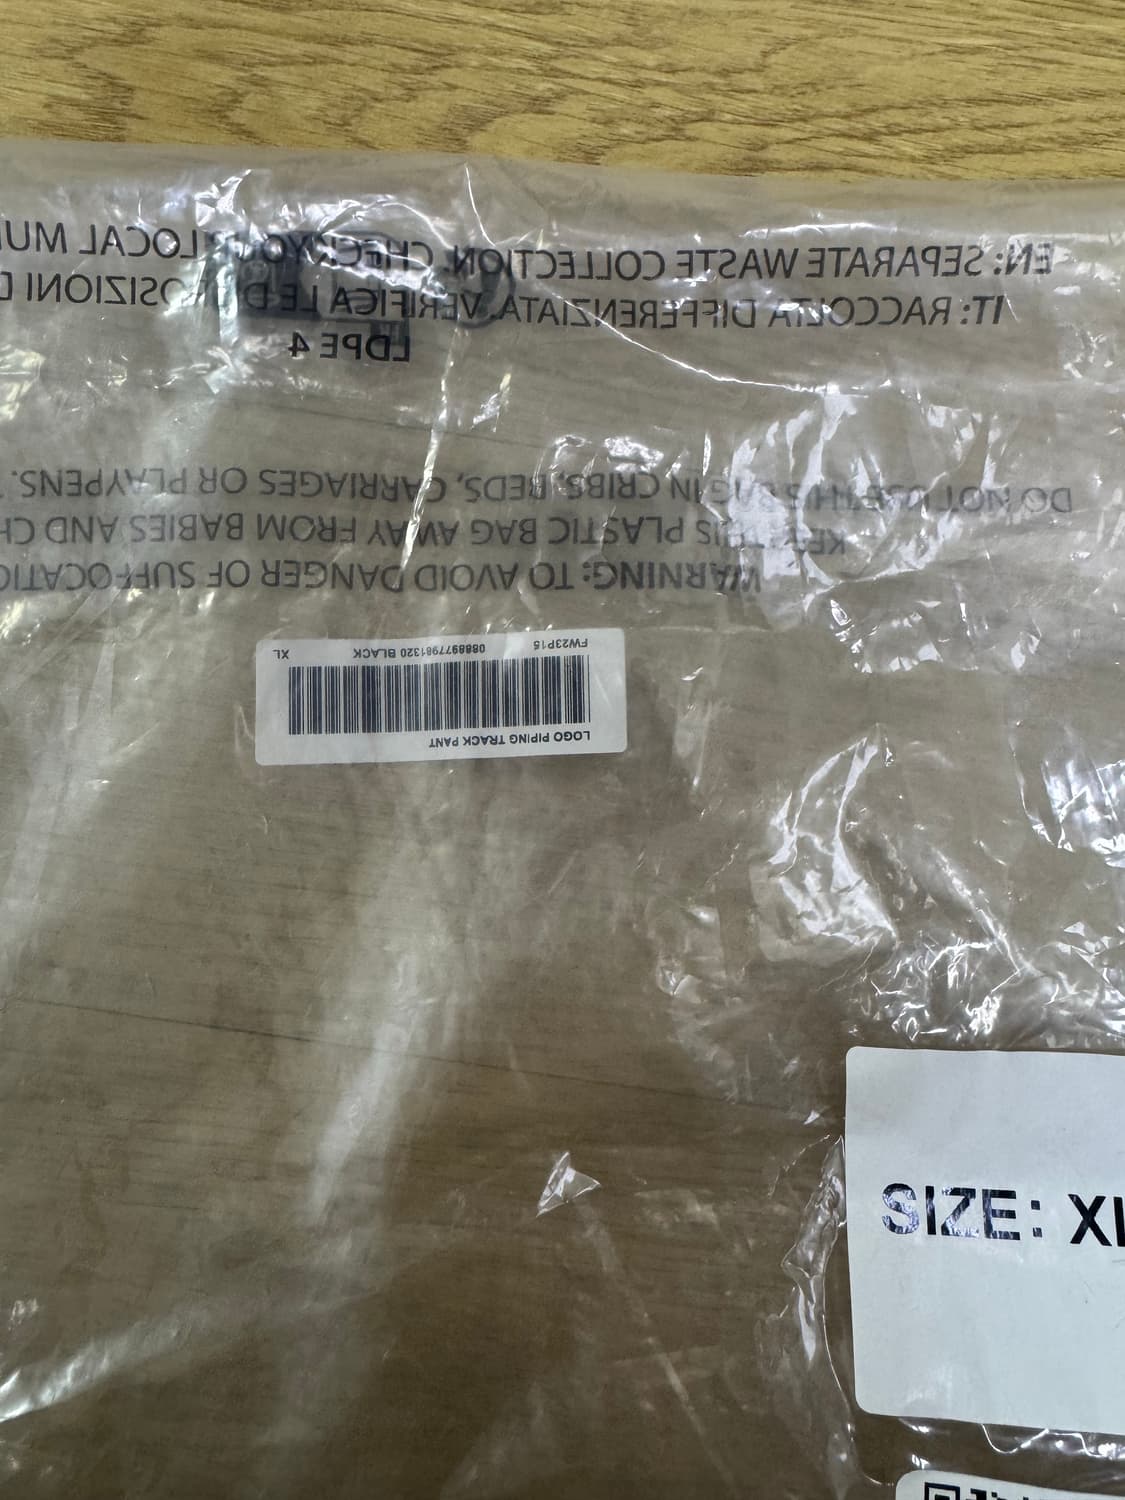 EN: SEPARATE WASTE COLLECTION. CHECK YOUR LOCAL
IT: RACCOLTA DIFFERENZIATA. VERIFICA LE
LDPE 4
DO NOT USE THIS BAG IN CRIBS, BEDS, CARRIAGES OR PLAYPENS.
KEEP THIS PLASTIC BAG AWAY FROM BABIES AND
WARNING: TO AVOID DANGER OF
LOGO PIPING TRACK PANT
FW23P15 0888977981320 BLACK XL
SIZE: